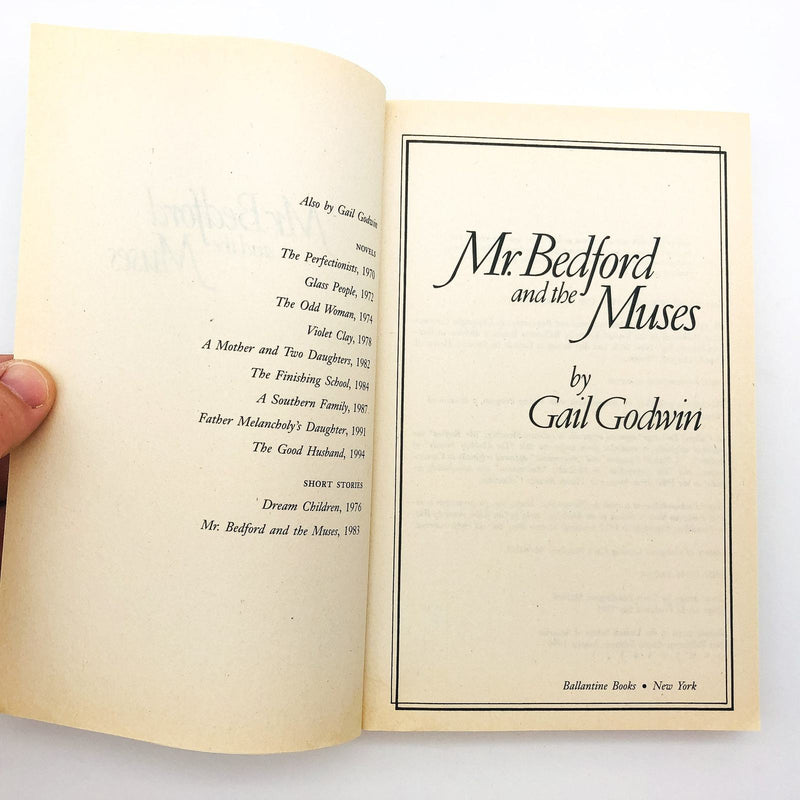 Also by Gail Godwin
NOVELS
The Perfectionists, 1970
Glass People, 1972
The Odd Woman, 1974
Violet Clay, 1978
A Mother and Two Daughters, 1982
The Finishing School, 1984
A Southern Family, 1987
Father Melancholy's Daughter, 1991
The Good Husband, 1994
SHORT STORIES
Dream Children, 1976
Mr. Bedford and the Muses, 1983
Mr. Bedford
and the
Muses
by
Gail Godwin
Ballantine Books • New York